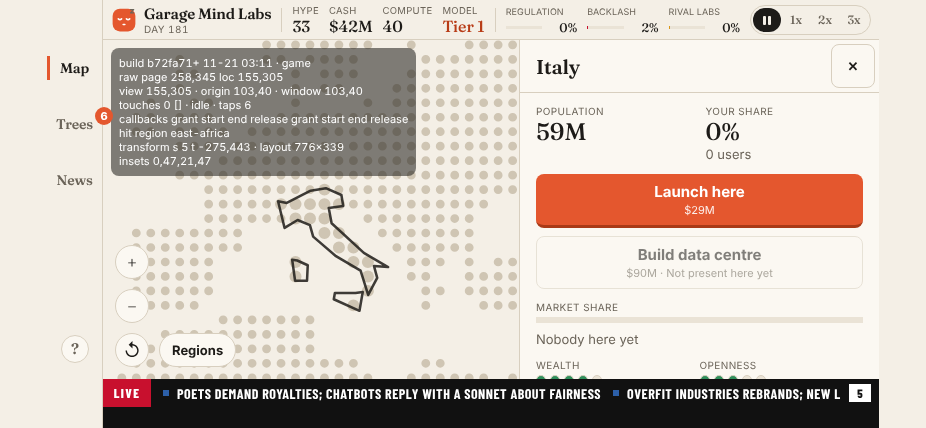 Garage Mind Labs
DAY 181
HYPE
33
CASH
$42M
COMPUTE
40
MODEL
Tier 1
REGULATION
0%
BACKLASH
2%
RIVAL LABS
0%
1x 2x 3x
Map
Trees
6
News
?
build b72fa71+ 11-21 03:11 · game
raw page 258,345 loc 155,305
view 155,305 · origin 103,40 · window 103,40
touches 0 [] · idle · taps 6
callbacks grant start end release grant start end release
hit region east-africa
transform s 5 t -275,443 · layout 776×339
insets 0,47,21,47
+
−
Regions
Italy
×
POPULATION
59M
YOUR SHARE
0%
0 users
Launch here
$29M
Build data centre
$90M · Not present here yet
MARKET SHARE
Nobody here yet
WEALTH
OPENNESS
LIVE
POETS DEMAND ROYALTIES; CHATBOTS REPLY WITH A SONNET ABOUT FAIRNESS
OVERFIT INDUSTRIES REBRANDS; NEW L
5